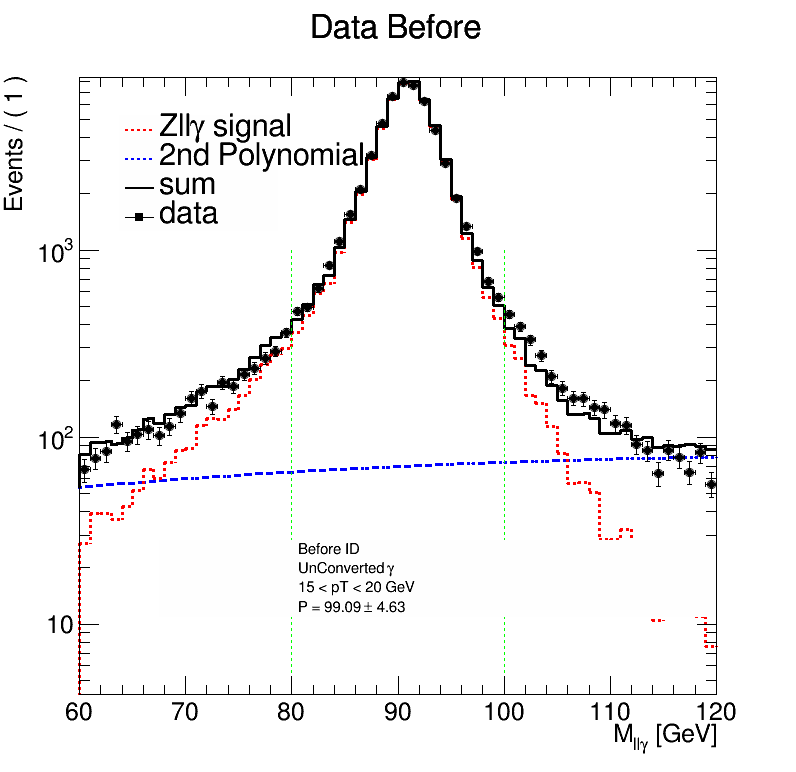 Data Before
Events / ( 1 )
Zllγ signal
2nd Polynomial
sum
data
10³
10²
10
Before ID
UnConverted γ
15 < pT < 20 GeV
P = 99.09 ± 4.63
60 70 80 90 100 110 120
M_llγ [GeV]